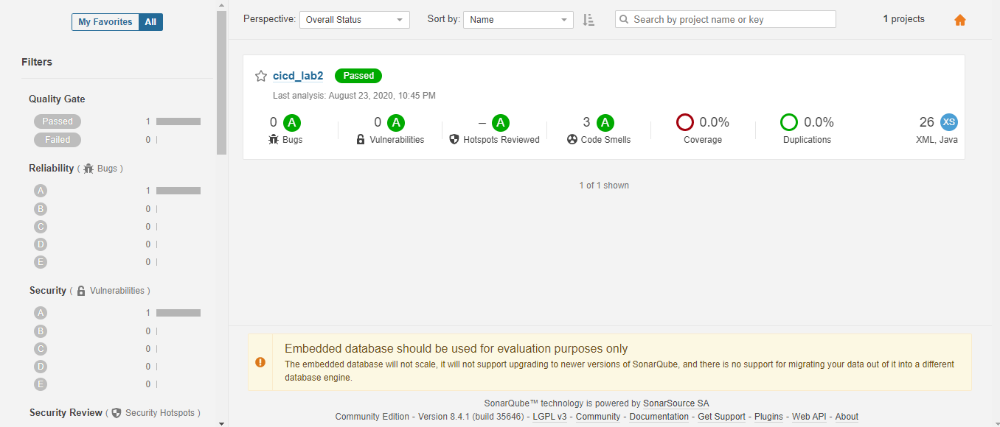 My Favorites All
Filters
Quality Gate
Passed 1
Failed 0
Reliability ( Bugs )
A 1
B 0
C 0
D 0
E 0
Security ( Vulnerabilities )
A 1
B 0
C 0
D 0
E 0
Security Review ( Security Hotspots )
Perspective: Overall Status Sort by: Name Search by project name or key 1 projects
cicd_lab2 Passed
Last analysis: August 23, 2020, 10:45 PM
0 A 0 A – A 3 A 0.0% 0.0% 26 XS
Bugs Vulnerabilities Hotspots Reviewed Code Smells Coverage Duplications XML, Java
1 of 1 shown
Embedded database should be used for evaluation purposes only
The embedded database will not scale, it will not support upgrading to newer versions of SonarQube, and there is no support for migrating your data out of it into a different
database engine.
SonarQube™ technology is powered by SonarSource SA
Community Edition - Version 8.4.1 (build 35646) - LGPL v3 - Community - Documentation - Get Support - Plugins - Web API - About